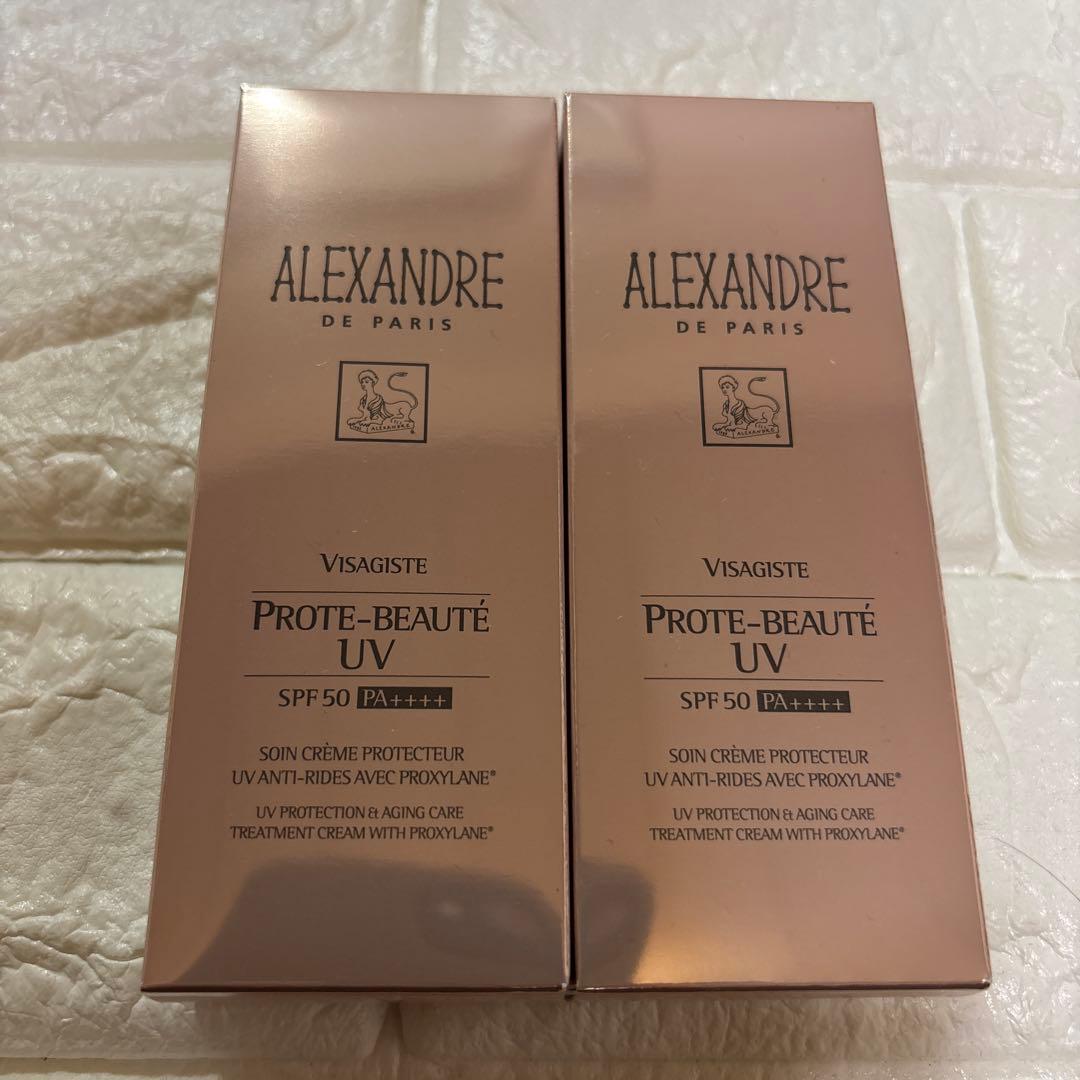 ALEXANDRE
DE PARIS
ALEXANDRE
VISAGISTE
PROTE-BEAUTÉ
UV
SPF 50 PA++++
SOIN CRÈME PROTECTEUR
UV ANTI-RIDES AVEC PROXYLANE®
UV PROTECTION & AGING CARE
TREATMENT CREAM WITH PROXYLANE®
ALEXANDRE
DE PARIS
ALEXANDRE
VISAGISTE
PROTE-BEAUTÉ
UV
SPF 50 PA++++
SOIN CRÈME PROTECTEUR
UV ANTI-RIDES AVEC PROXYLANE®
UV PROTECTION & AGING CARE
TREATMENT CREAM WITH PROXYLANE®